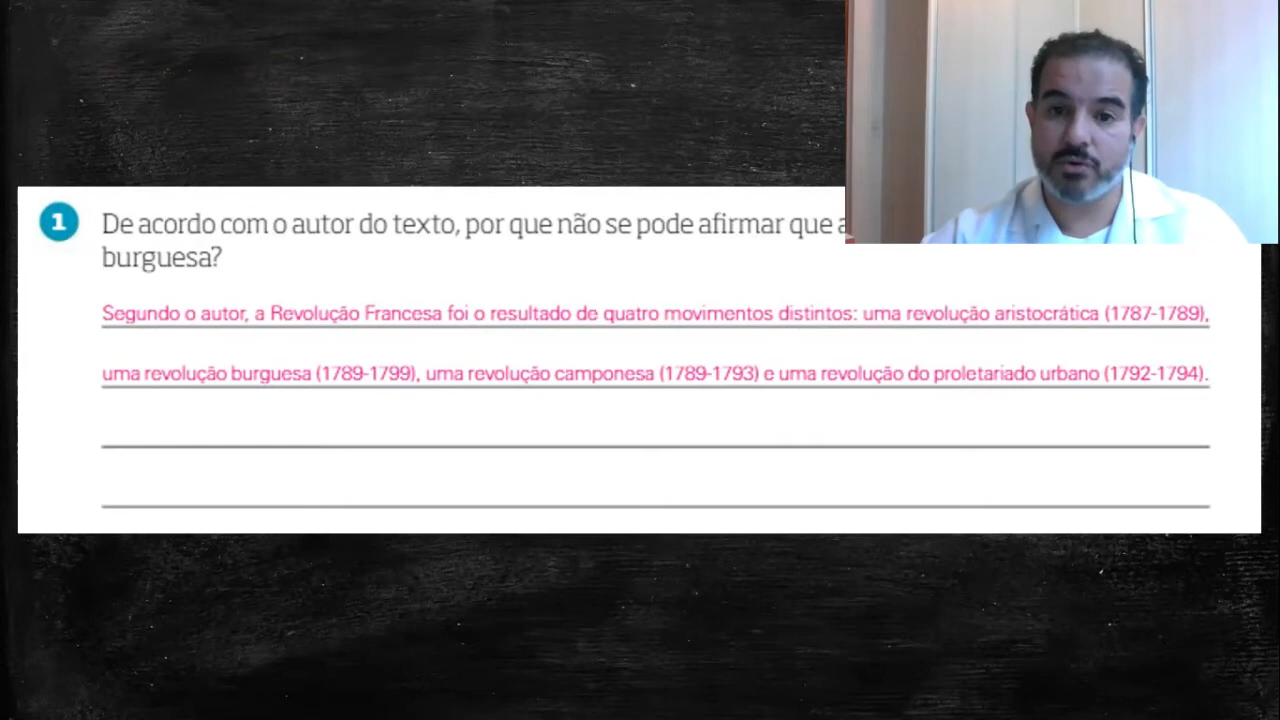 1 De acordo com o autor do texto, por que não se pode afirmar que a
burguesa?
Segundo o autor, a Revolução Francesa foi o resultado de quatro movimentos distintos: uma revolução aristocrática (1787-1789),
uma revolução burguesa (1789-1799), uma revolução camponesa (1789-1793) e uma revolução do proletariado urbano (1792-1794).